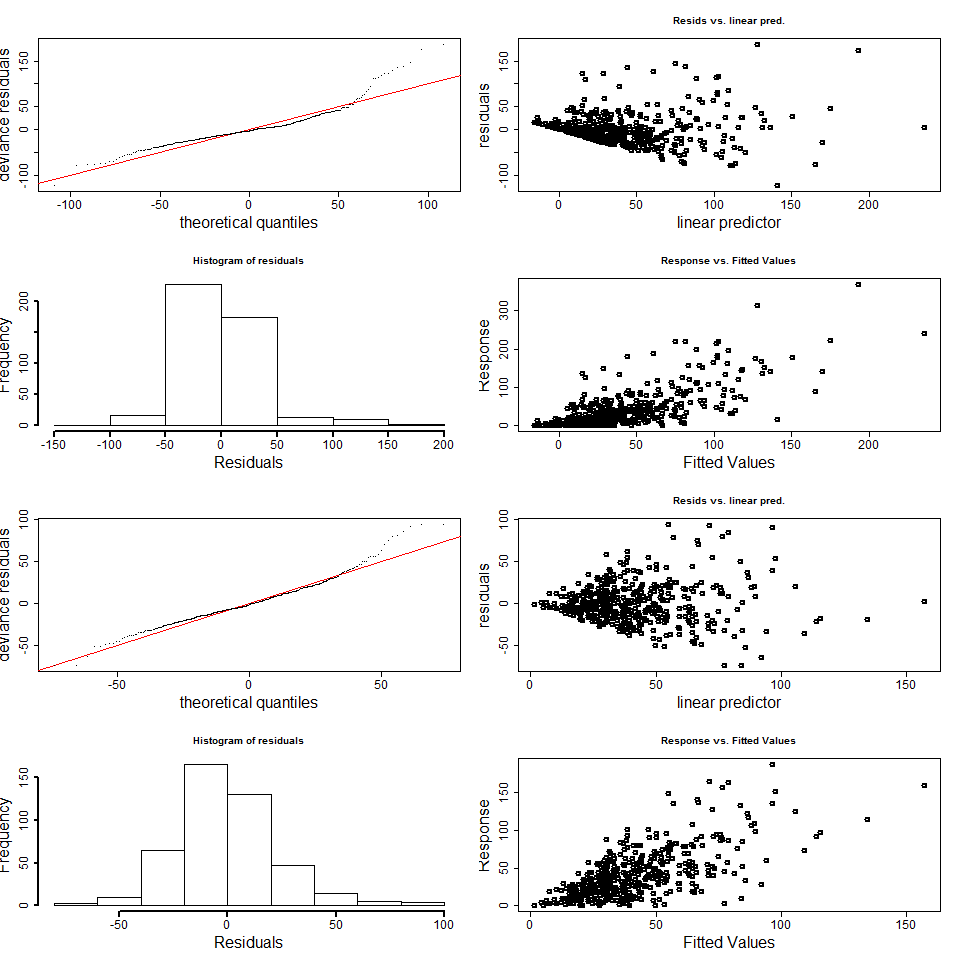 deviance residuals
-100 0 50 150
-100 -50 0 50 100
theoretical quantiles
Resids vs. linear pred.
residuals
-100 0 50 150
0 50 100 150 200
linear predictor
Histogram of residuals
Frequency
0 50 100 200
-150 -100 -50 0 50 100 150 200
Residuals
Response vs. Fitted Values
Response
0 100 200 300
0 50 100 150 200
Fitted Values
deviance residuals
-50 0 50 100
-50 0 50
theoretical quantiles
Resids vs. linear pred.
residuals
-50 0 50 100
0 50 100 150
linear predictor
Histogram of residuals
Frequency
0 50 100 150
-50 0 50 100
Residuals
Response vs. Fitted Values
Response
0 50 100 150
0 50 100 150
Fitted Values